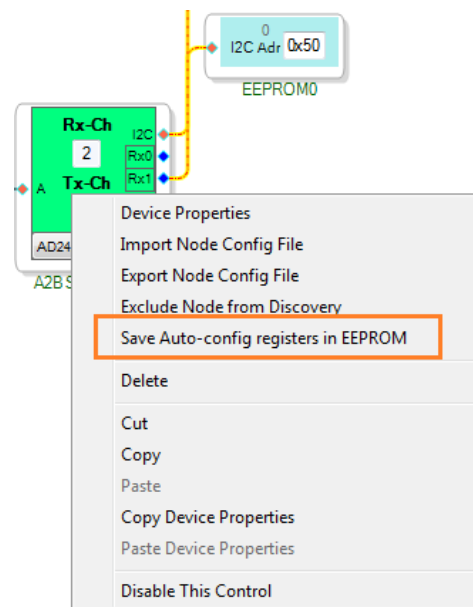 0
I2C Adr 0x50
EEPROM0
Rx-Ch
I2C
2
Rx0
A
Tx-Ch
Rx1
AD24
A2B S
Device Properties
Import Node Config File
Export Node Config File
Exclude Node from Discovery
Save Auto-config registers in EEPROM
Delete
Cut
Copy
Paste
Copy Device Properties
Paste Device Properties
Disable This Control